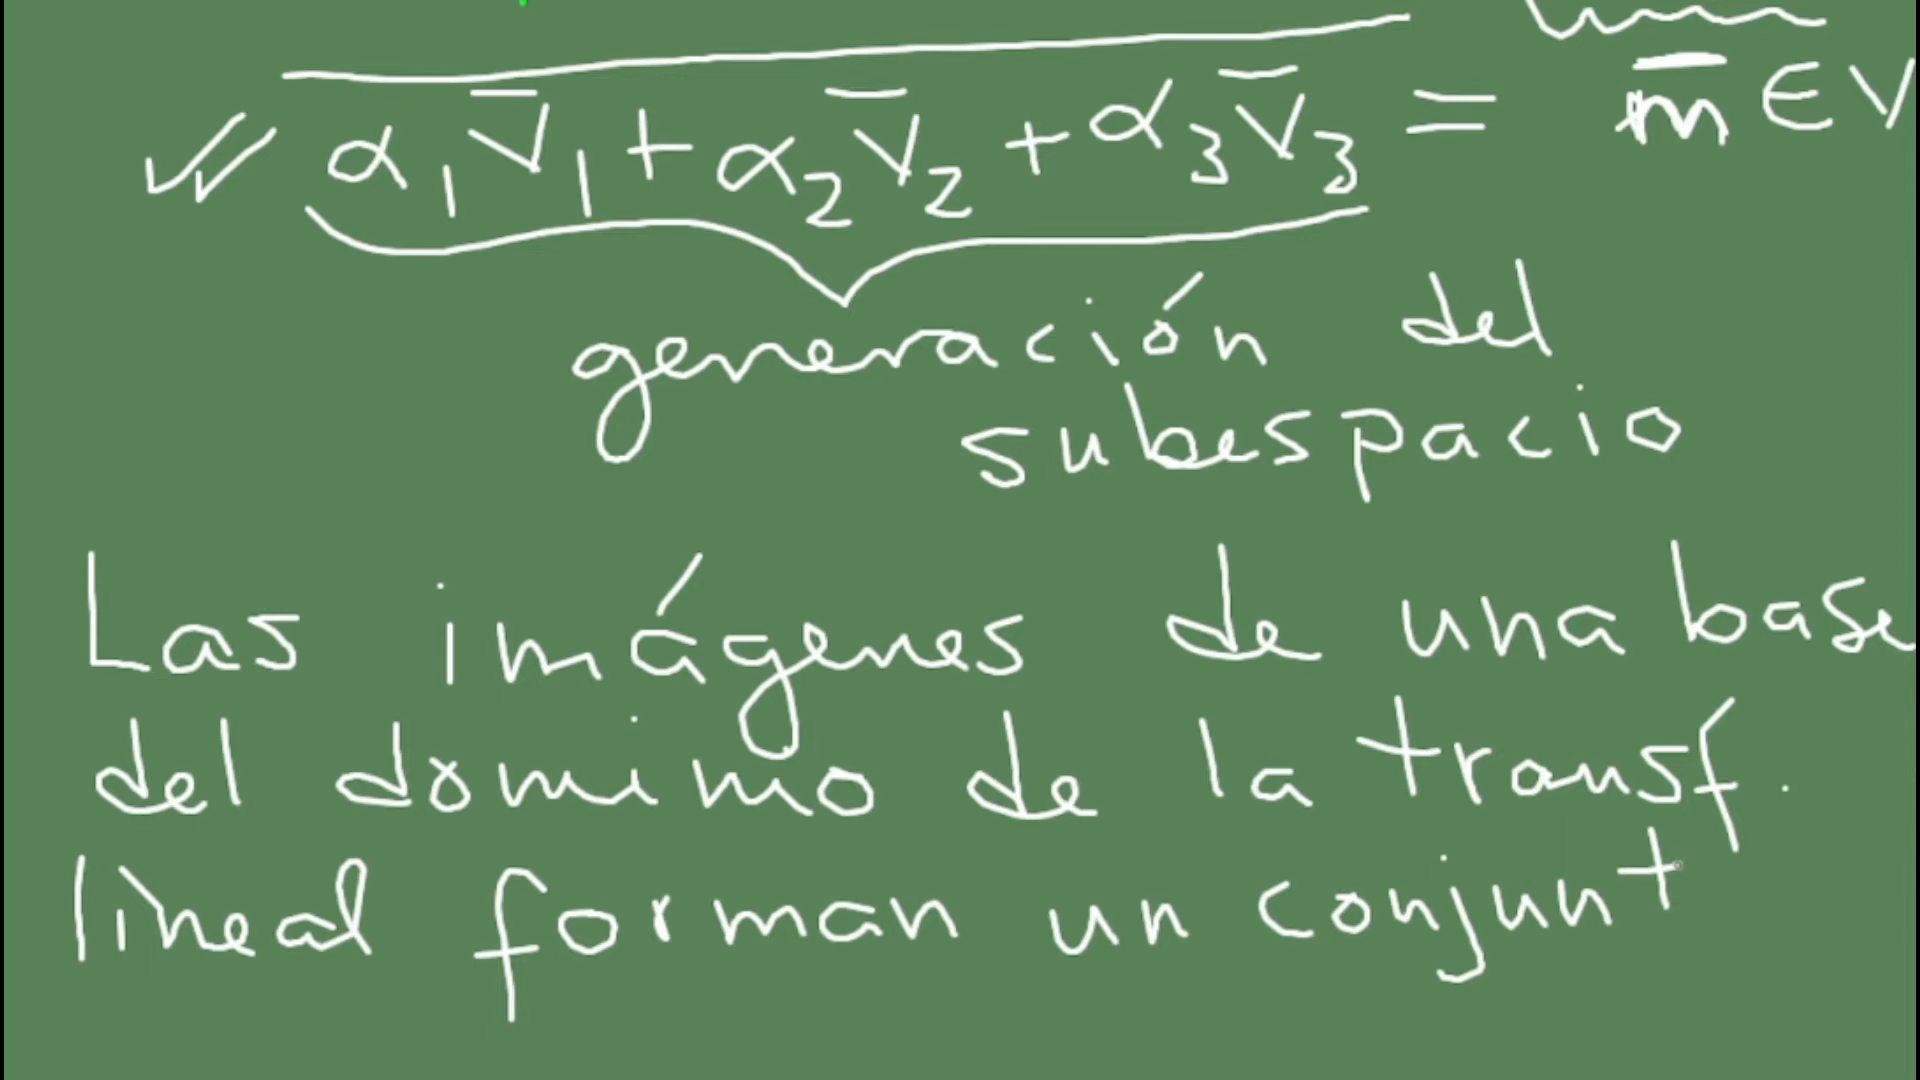 α₁v̅₁ + α₂v̅₂ + α₃v̅₃ = m̅ ∈ V
generación del
subespacio
Las imágenes de una base
del dominio de la transf.
lineal forman un conjunt